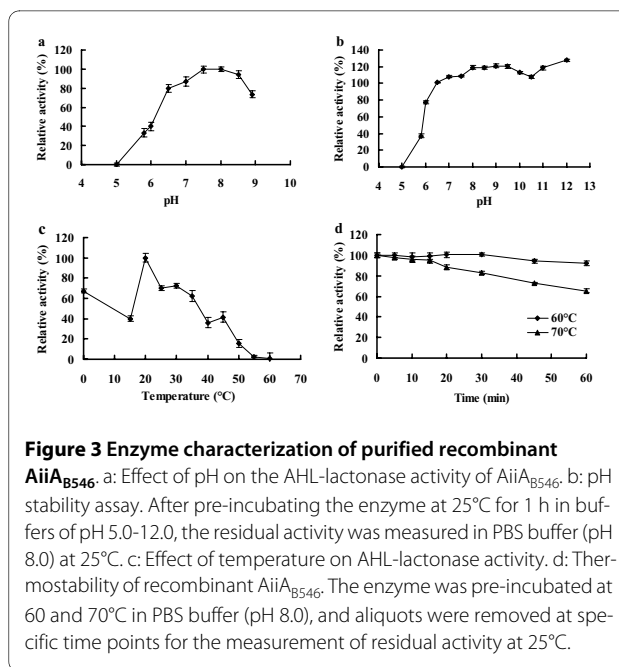 a
Relative activity (%)
120
100
80
60
40
20
0
4 5 6 7 8 9 10
pH
b
Relative activity (%)
140
120
100
80
60
40
20
0
4 5 6 7 8 9 10 11 12 13
pH
c
Relative activity (%)
120
100
80
60
40
20
0
0 10 20 30 40 50 60 70
Temperature (°C)
d
Relative activity (%)
120
100
80
60
40
20
0
0 10 20 30 40 50 60
Time (min)
60°C
70°C
Figure 3 Enzyme characterization of purified recombinant
AiiA_B546. a: Effect of pH on the AHL-lactonase activity of AiiA_B546. b: pH
stability assay. After pre-incubating the enzyme at 25°C for 1 h in buf-
fers of pH 5.0-12.0, the residual activity was measured in PBS buffer (pH
8.0) at 25°C. c: Effect of temperature on AHL-lactonase activity. d: Ther-
mostability of recombinant AiiA_B546. The enzyme was pre-incubated at
60 and 70°C in PBS buffer (pH 8.0), and aliquots were removed at spe-
cific time points for the measurement of residual activity at 25°C.